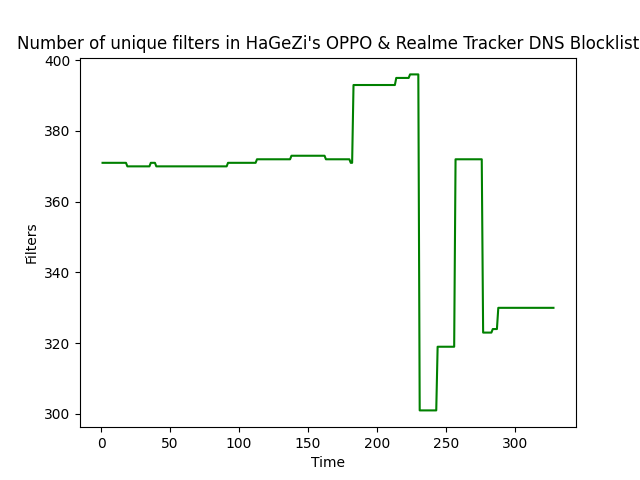 Number of unique filters in HaGeZi's OPPO & Realme Tracker DNS Blocklist
400
380
360
340
320
300
Filters
0 50 100 150 200 250 300
Time